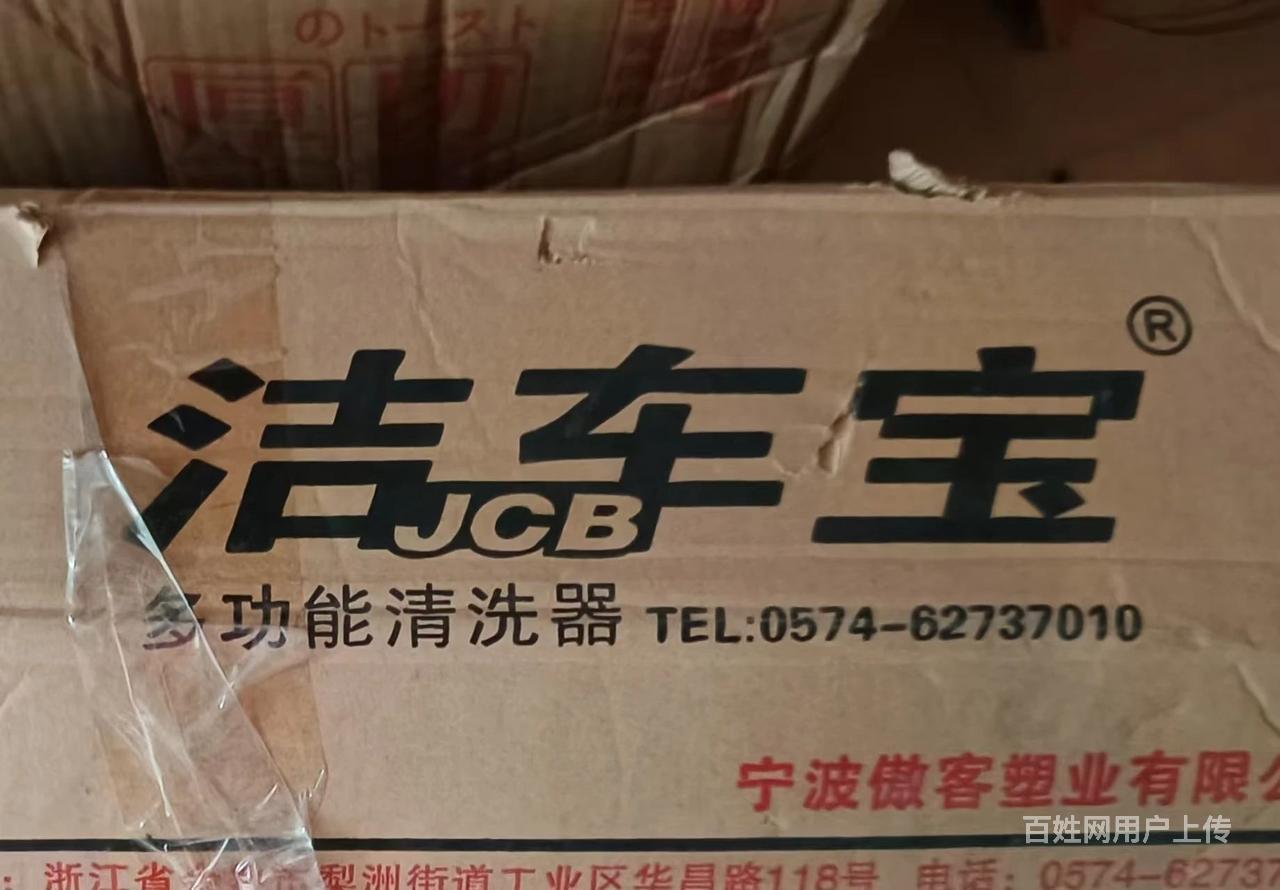 のトースト
®
洁车宝
JCB
多功能清洗器 TEL:0574-62737010
宁波傲客塑业有限公
百姓网用户上传
: 浙江省 市梨洲街道工业区华昌路118号 电话: 0574-62737